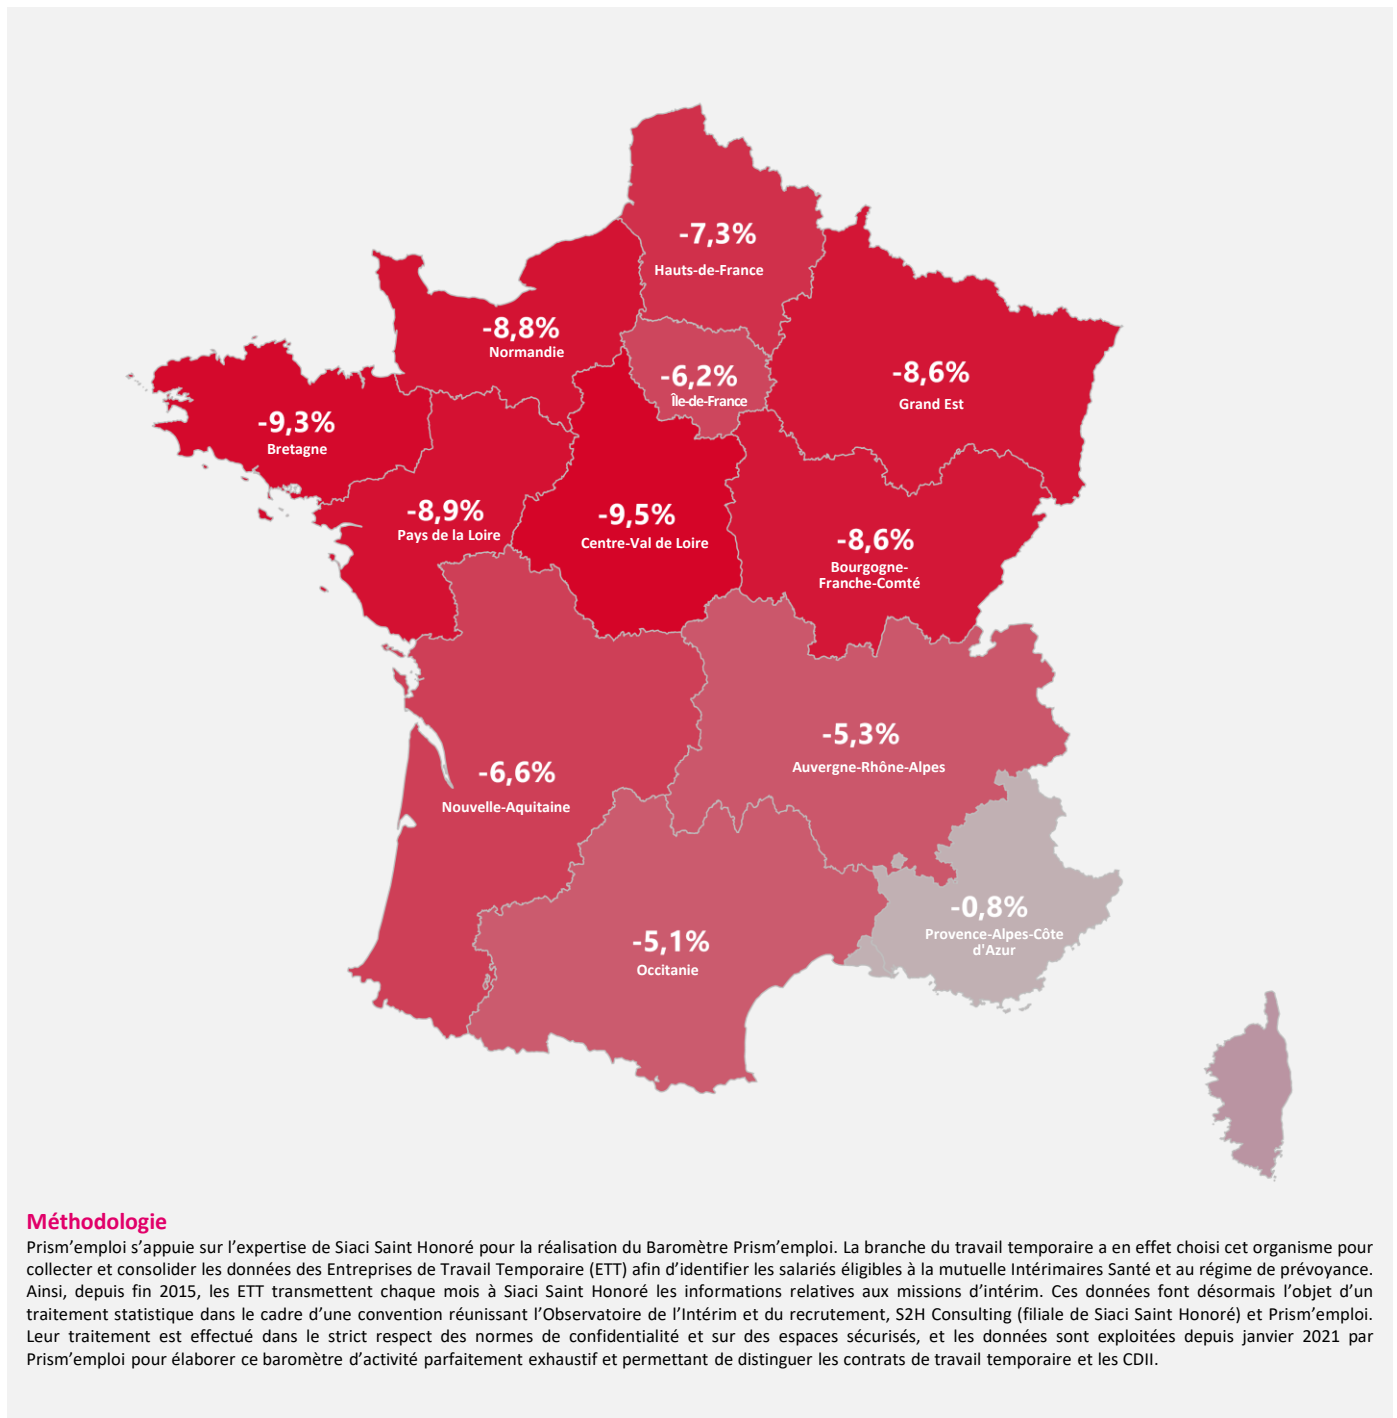 -7,3%
Hauts-de-France
-8,8%
Normandie
-6,2%
Île-de-France
-8,6%
Grand Est
-9,3%
Bretagne
-8,9%
Pays de la Loire
-9,5%
Centre-Val de Loire
-8,6%
Bourgogne-
Franche-Comté
-5,3%
Auvergne-Rhône-Alpes
-6,6%
Nouvelle-Aquitaine
-0,8%
Provence-Alpes-Côte
d'Azur
-5,1%
Occitanie
Méthodologie
Prism’emploi s’appuie sur l’expertise de Siaci Saint Honoré pour la réalisation du Baromètre Prism’emploi. La branche du travail temporaire a en effet choisi cet organisme pour
collecter et consolider les données des Entreprises de Travail Temporaire (ETT) afin d’identifier les salariés éligibles à la mutuelle Intérimaires Santé et au régime de prévoyance.
Ainsi, depuis fin 2015, les ETT transmettent chaque mois à Siaci Saint Honoré les informations relatives aux missions d’intérim. Ces données font désormais l’objet d’un
traitement statistique dans le cadre d’une convention réunissant l’Observatoire de l’Intérim et du recrutement, S2H Consulting (filiale de Siaci Saint Honoré) et Prism’emploi.
Leur traitement est effectué dans le strict respect des normes de confidentialité et sur des espaces sécurisés, et les données sont exploitées depuis janvier 2021 par
Prism’emploi pour élaborer ce baromètre d’activité parfaitement exhaustif et permettant de distinguer les contrats de travail temporaire et les CDII.